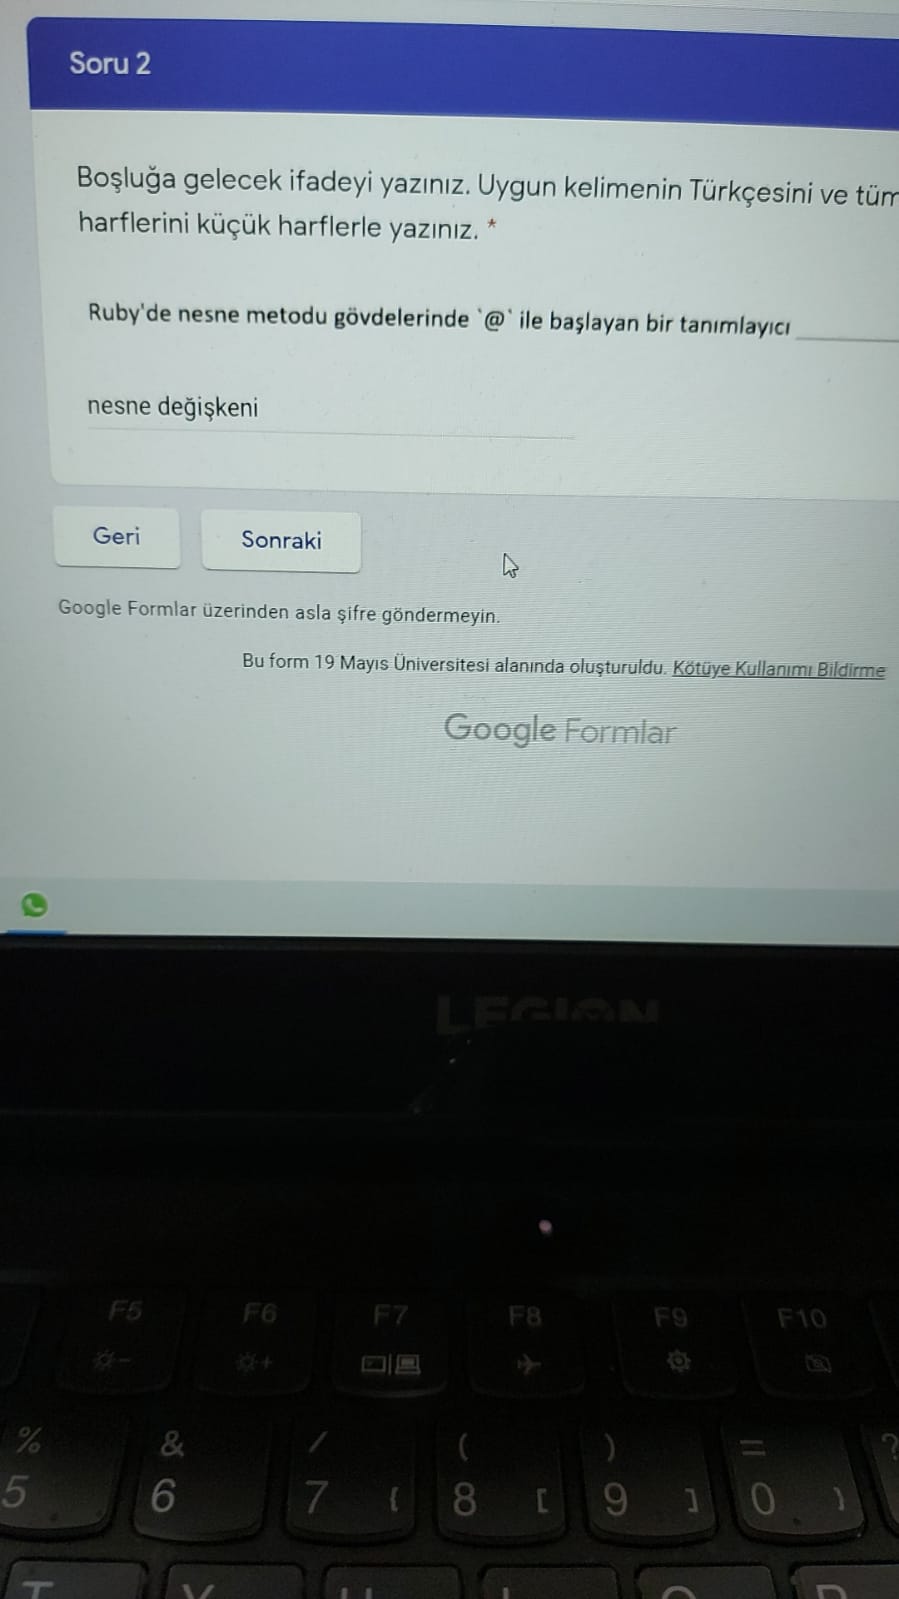 Soru 2
Boşluğa gelecek ifadeyi yazınız. Uygun kelimenin Türkçesini ve tüm
harflerini küçük harflerle yazınız. *
Ruby'de nesne metodu gövdelerinde `@` ile başlayan bir tanımlayıcı ______
nesne değişkeni
Geri Sonraki
Google Formlar üzerinden asla şifre göndermeyin.
Bu form 19 Mayıs Üniversitesi alanında oluşturuldu. Kötüye Kullanımı Bildirme
Google Formlar
LEGION
F5 F6 F7 F8 F9 F10
% & / ( ) = ?
5 6 7 { 8 [ 9 ] 0 }